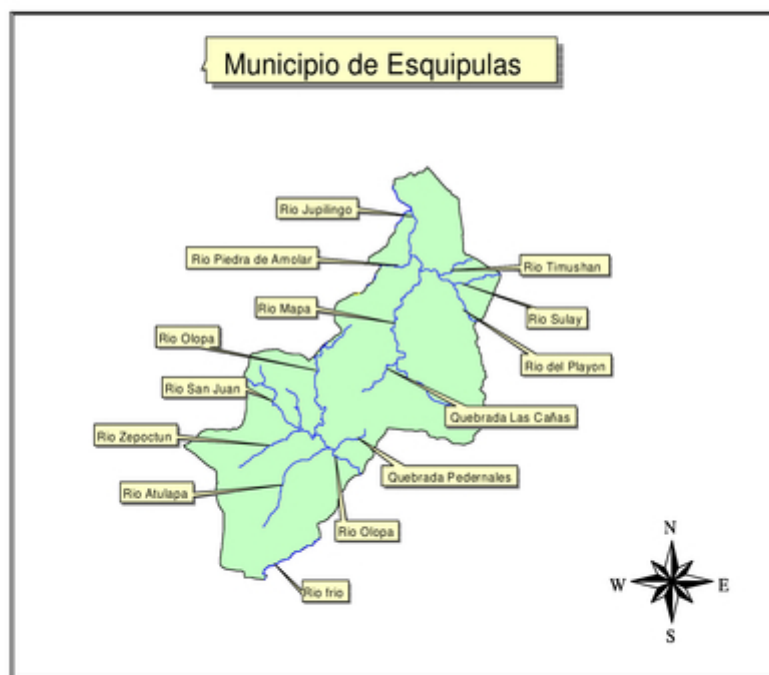 Municipio de Esquipulas
Rio Jupilingo
Rio Piedra de Amolar
Rio Timushan
Rio Mapa
Rio Sulay
Rio Olopa
Rio del Playon
Rio San Juan
Quebrada Las Cañas
Rio Zepoctun
Quebrada Pedernales
Rio Atulapa
Rio Olopa
Rio frio
N
W
E
S